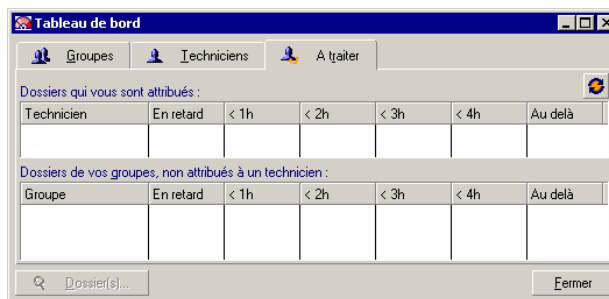 Tableau de bord
Groupes Techniciens A traiter
Dossiers qui vous sont attribués :
Technicien En retard < 1h < 2h < 3h < 4h Au delà
Dossiers de vos groupes, non attribués à un technicien :
Groupe En retard < 1h < 2h < 3h < 4h Au delà
Dossier(s)... Fermer